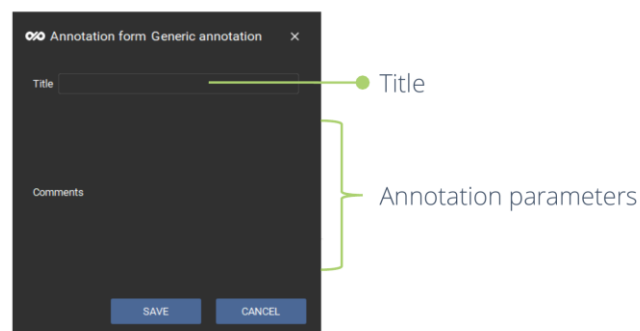 Annotation form Generic annotation
Title
Title
Comments
Annotation parameters
SAVE CANCEL